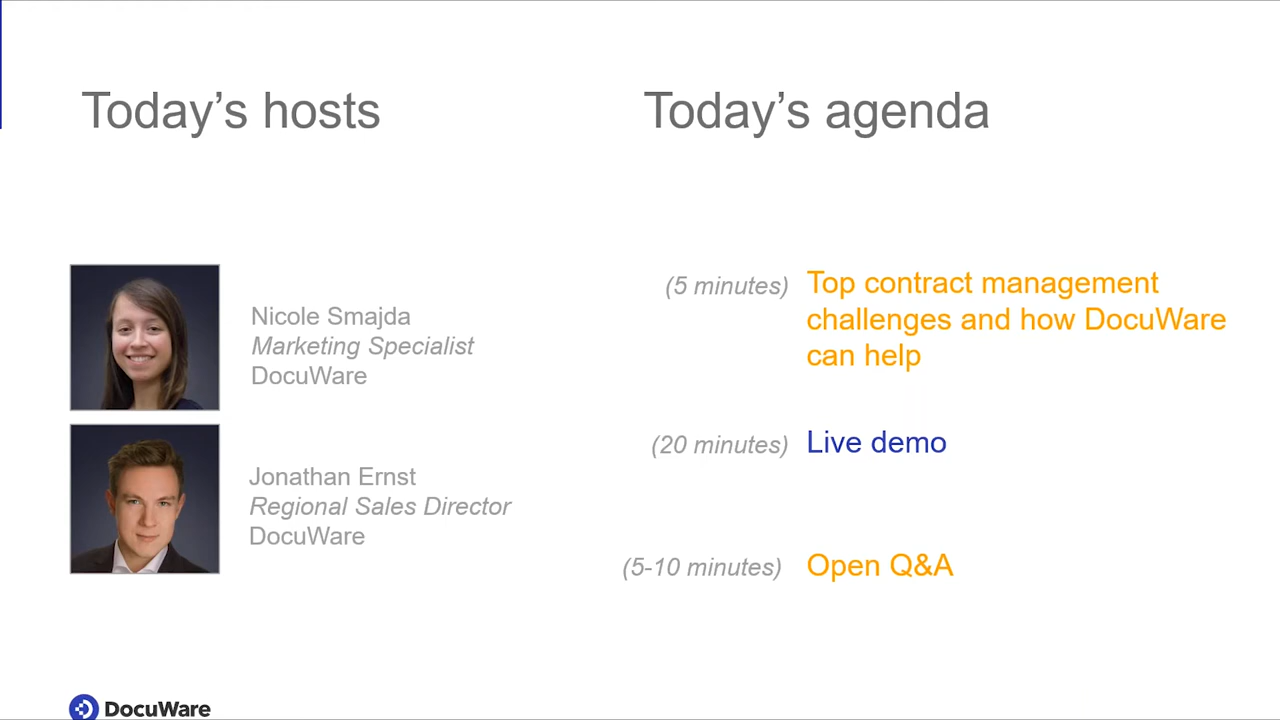 Today’s hosts
Nicole Smajda
Marketing Specialist
DocuWare
Jonathan Ernst
Regional Sales Director
DocuWare
Today’s agenda
(5 minutes) Top contract management
challenges and how DocuWare
can help
(20 minutes) Live demo
(5-10 minutes) Open Q&A
DocuWare